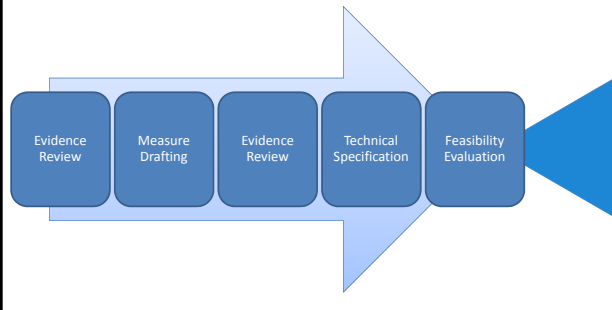 Evidence
Review
Measure
Drafting
Evidence
Review
Technical
Specification
Feasibility
Evaluation